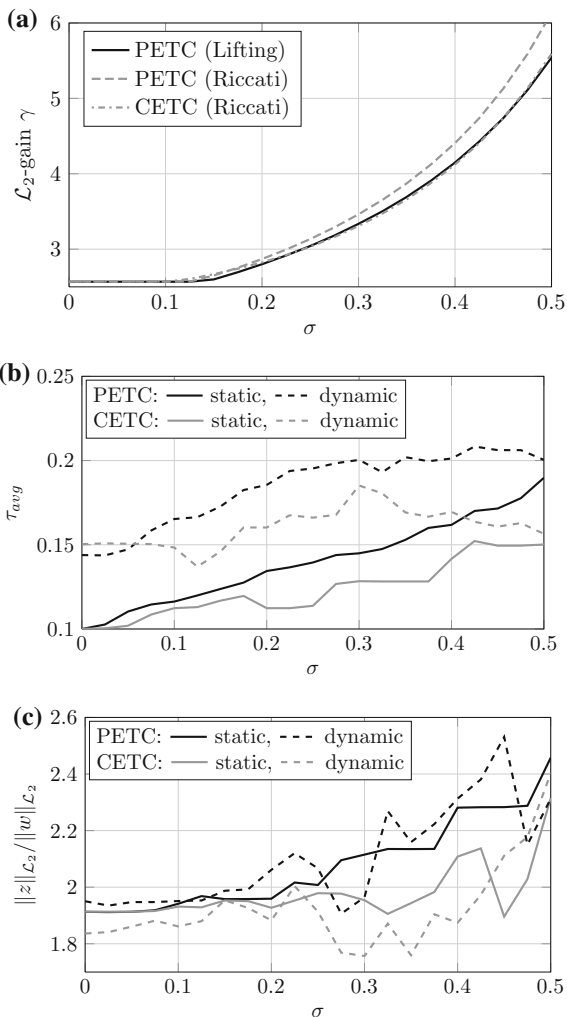 (a)
6
5
4
3
PETC (Lifting)
PETC (Riccati)
CETC (Riccati)
ℒ₂-gain γ
0 0.1 0.2 0.3 0.4 0.5
σ
(b)
0.25
0.2
0.15
0.1
PETC: static, dynamic
CETC: static, dynamic
τavg
0 0.1 0.2 0.3 0.4 0.5
σ
(c)
2.6
2.4
2.2
2
1.8
PETC: static, dynamic
CETC: static, dynamic
||z||ℒ₂/||w||ℒ₂
0 0.1 0.2 0.3 0.4 0.5
σ